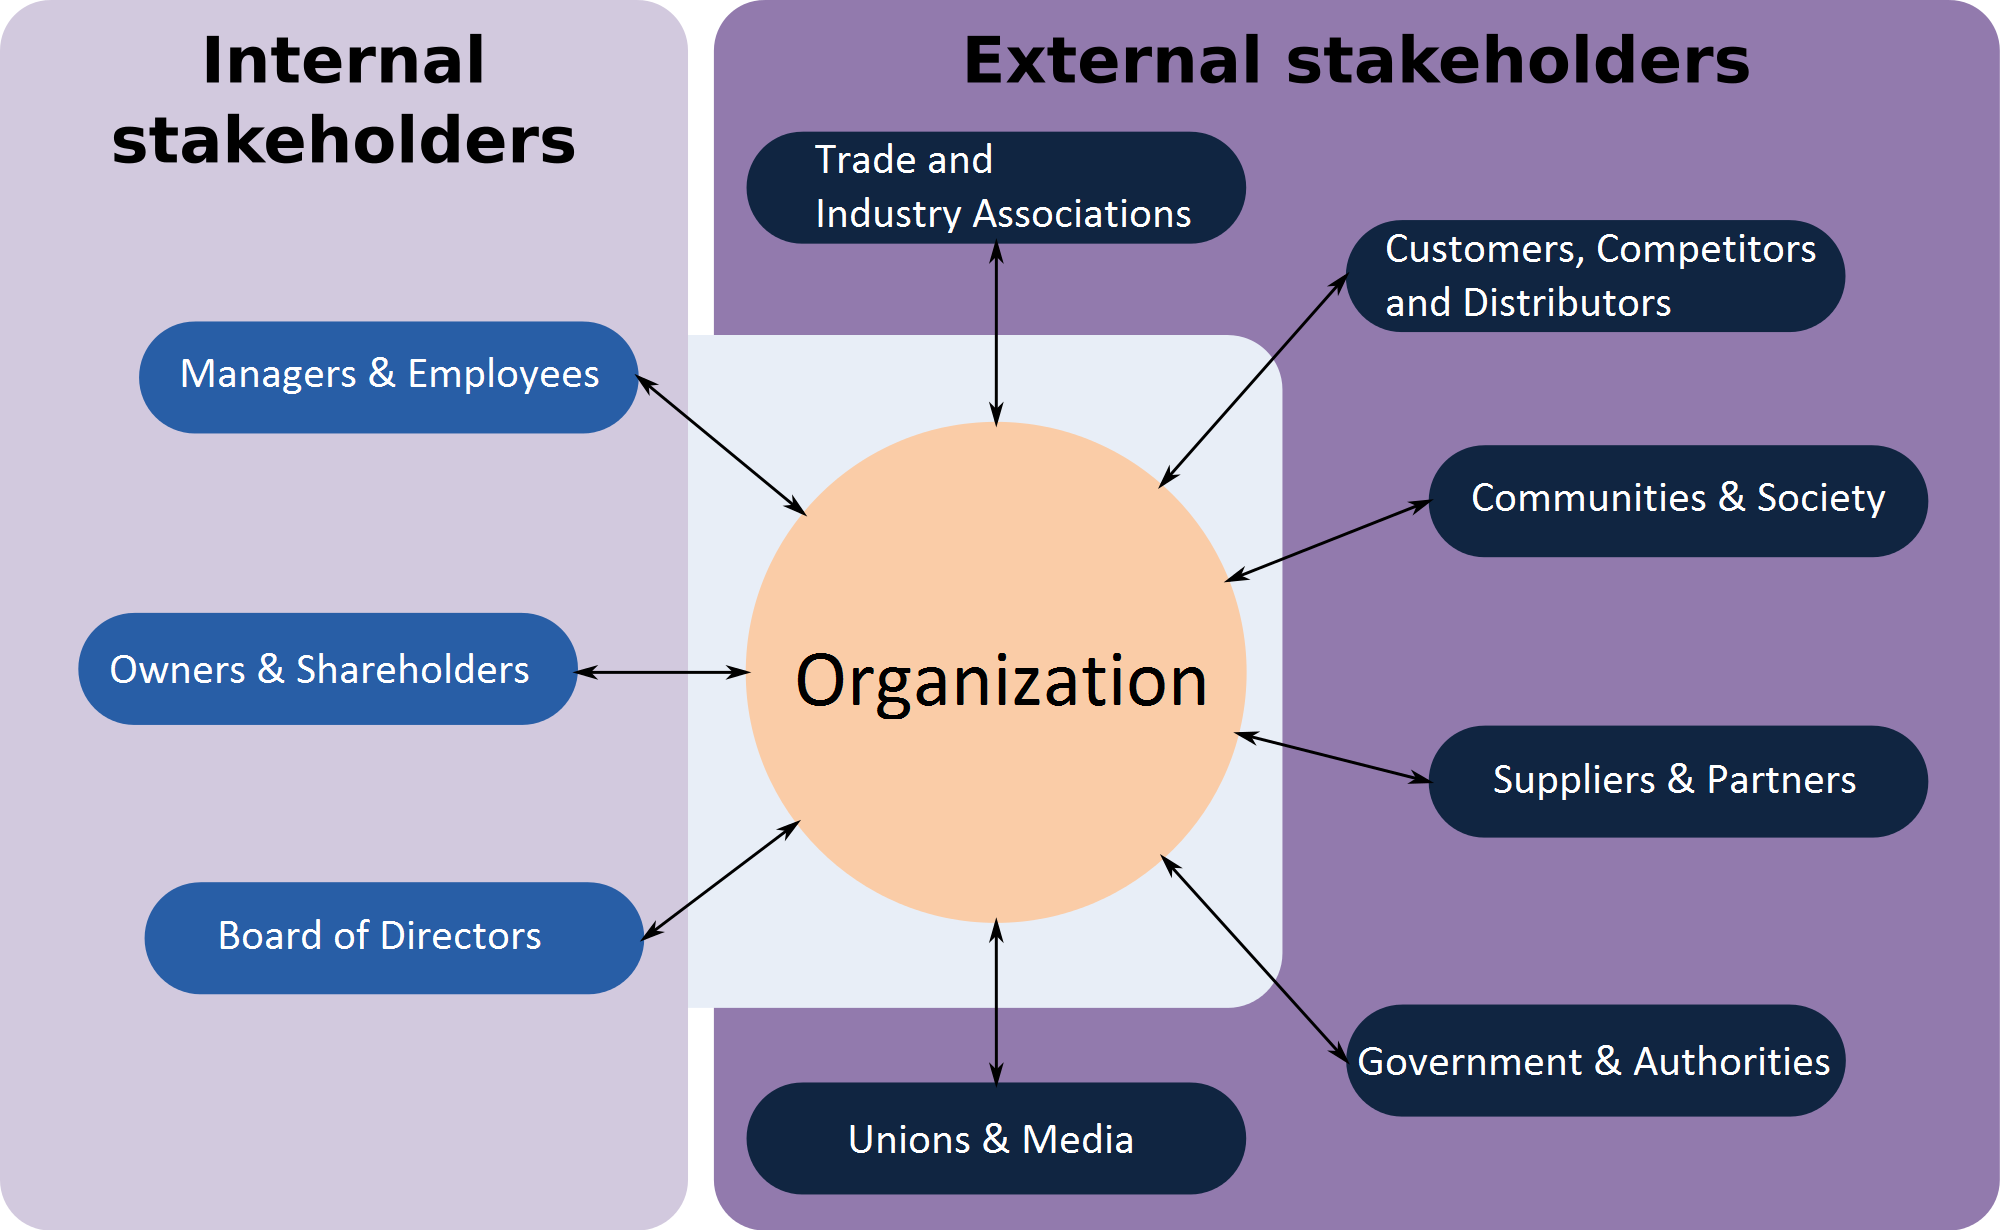 Internal
stakeholders
External stakeholders
Trade and
Industry Associations
Customers, Competitors
and Distributors
Managers & Employees
Communities & Society
Owners & Shareholders
Organization
Suppliers & Partners
Board of Directors
Government & Authorities
Unions & Media